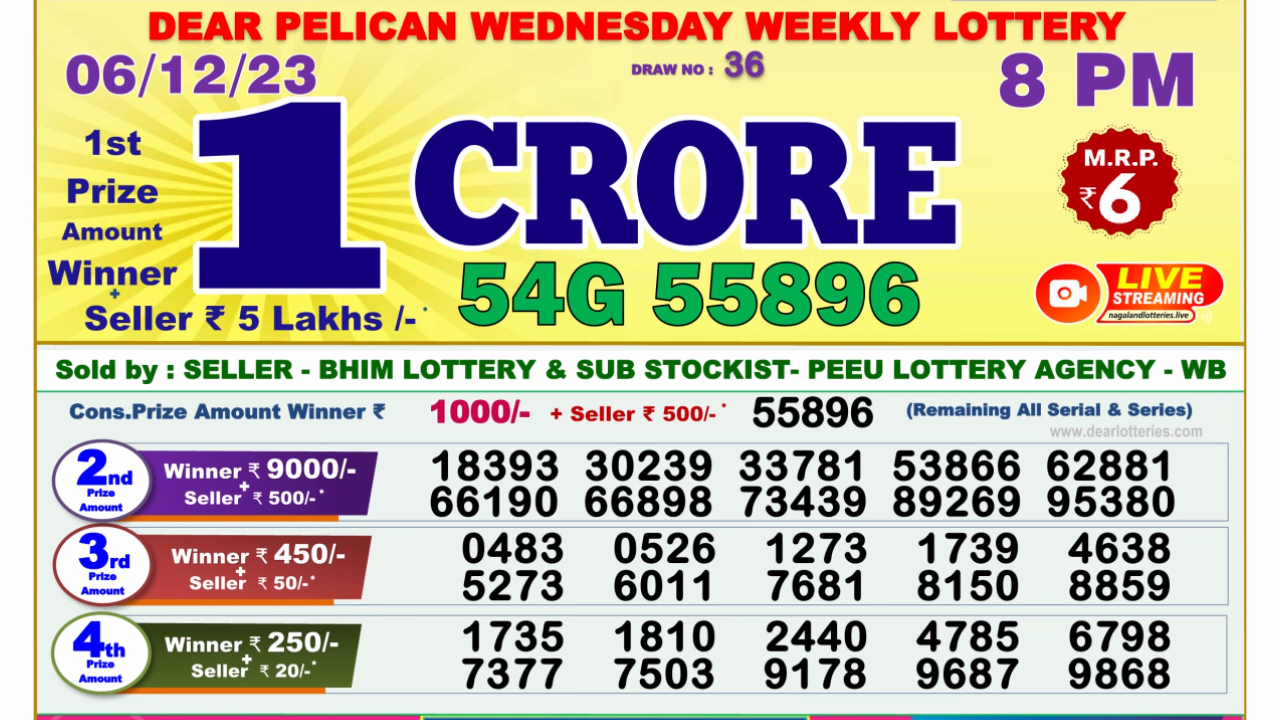 DEAR PELICAN WEDNESDAY WEEKLY LOTTERY
06/12/23
DRAW NO : 36
8 PM
1st
Prize
Amount
Winner
+
Seller ₹ 5 Lakhs /-*
1 CRORE
54G 55896
M.R.P.
₹6
LIVE
STREAMING
nagalandlotteries.live
Sold by : SELLER - BHIM LOTTERY & SUB STOCKIST- PEEU LOTTERY AGENCY - WB
Cons.Prize Amount Winner ₹ 1000/- + Seller ₹ 500/-* 55896 (Remaining All Serial & Series)
www.dearlotteries.com
2nd
Prize
Amount
Winner ₹ 9000/-
+
Seller ₹ 500/-*
18393 30239 33781 53866 62881
66190 66898 73439 89269 95380
3rd
Prize
Amount
Winner ₹ 450/-
+
Seller ₹ 50/-*
0483 0526 1273 1739 4638
5273 6011 7681 8150 8859
4th
Prize
Amount
Winner ₹ 250/-
+
Seller ₹ 20/-*
1735 1810 2440 4785 6798
7377 7503 9178 9687 9868